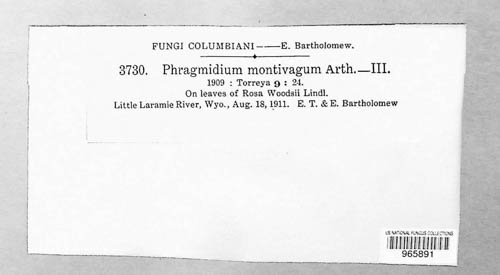 FUNGI COLUMBIANI——E. Bartholomew.
3730. Phragmidium montivagum Arth.—III.
1909 : Torreya 9 : 24.
On leaves of Rosa Woodsii Lindl.
Little Laramie River, Wyo., Aug. 18, 1911. E. T. & E. Bartholomew
US NATIONAL FUNGUS COLLECTIONS
965891